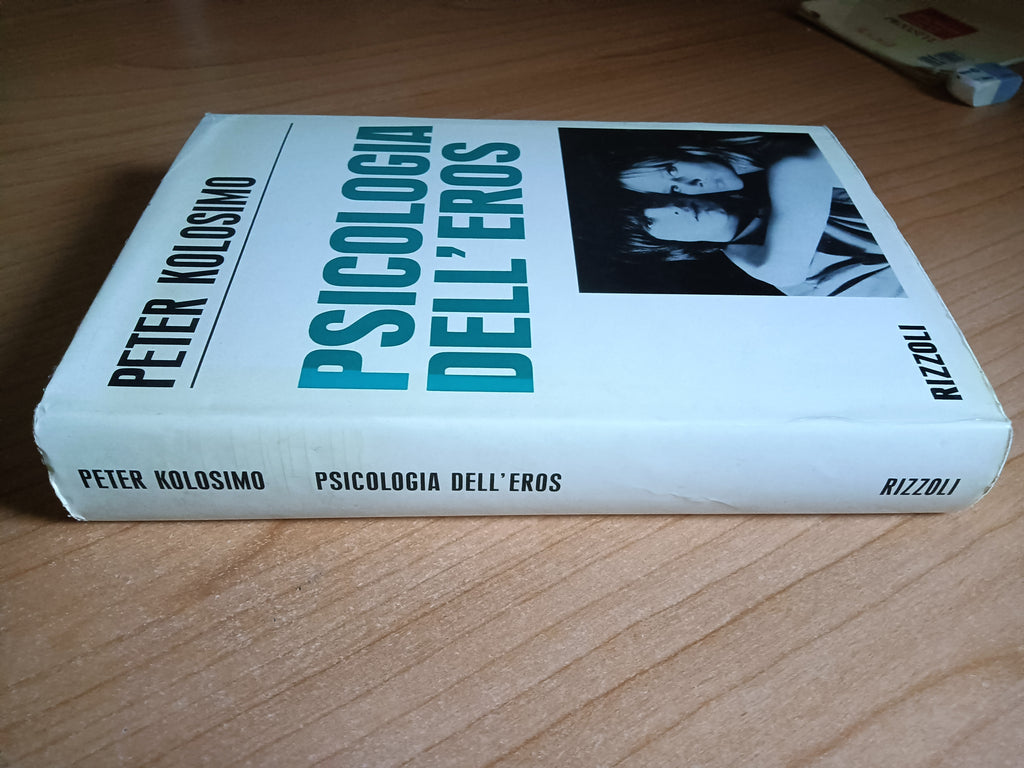 PETER KOLOSIMO
PSICOLOGIA
DELL'EROS
RIZZOLI
PETER KOLOSIMO PSICOLOGIA DELL'EROS RIZZOLI